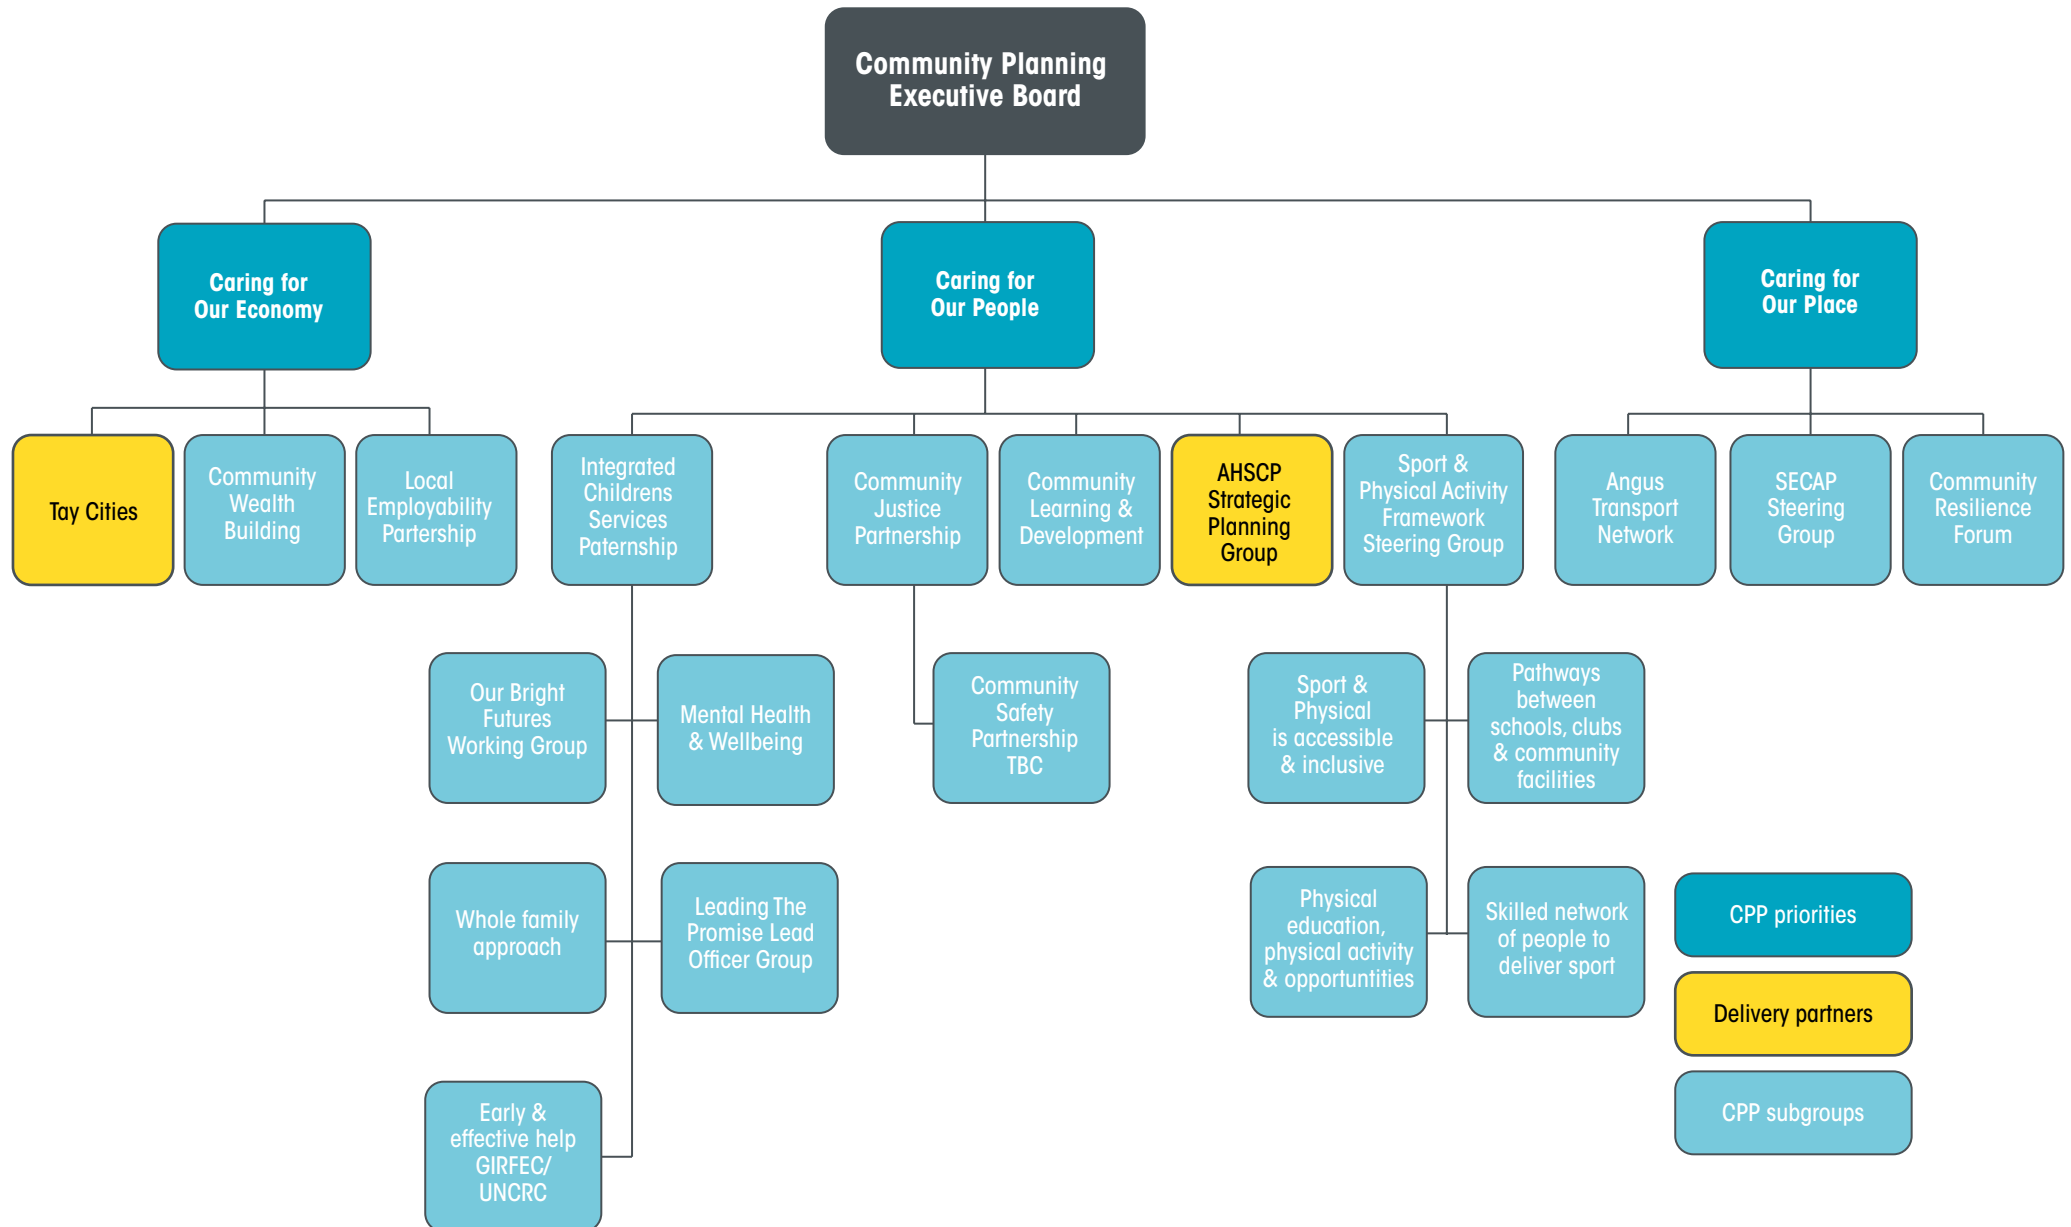 Community Planning
Executive Board
Caring for
Our Economy
Caring for
Our People
Caring for
Our Place
Tay Cities
Community
Wealth
Building
Local
Employability
Partership
Integrated
Childrens
Services
Paternship
Community
Justice
Partnership
Community
Learning &
Development
AHSCP
Strategic
Planning
Group
Sport &
Physical Activity
Framework
Steering Group
Angus
Transport
Network
SECAP
Steering
Group
Community
Resilience
Forum
Our Bright
Futures
Working Group
Mental Health
& Wellbeing
Community
Safety
Partnership
TBC
Sport &
Physical
is accessible
& inclusive
Pathways
between
schools, clubs
& community
facilities
Whole family
approach
Leading The
Promise Lead
Officer Group
Physical
education,
physical activity
& opportuntities
Skilled network
of people to
deliver sport
Early &
effective help
GIRFEC/
UNCRC
CPP priorities
Delivery partners
CPP subgroups